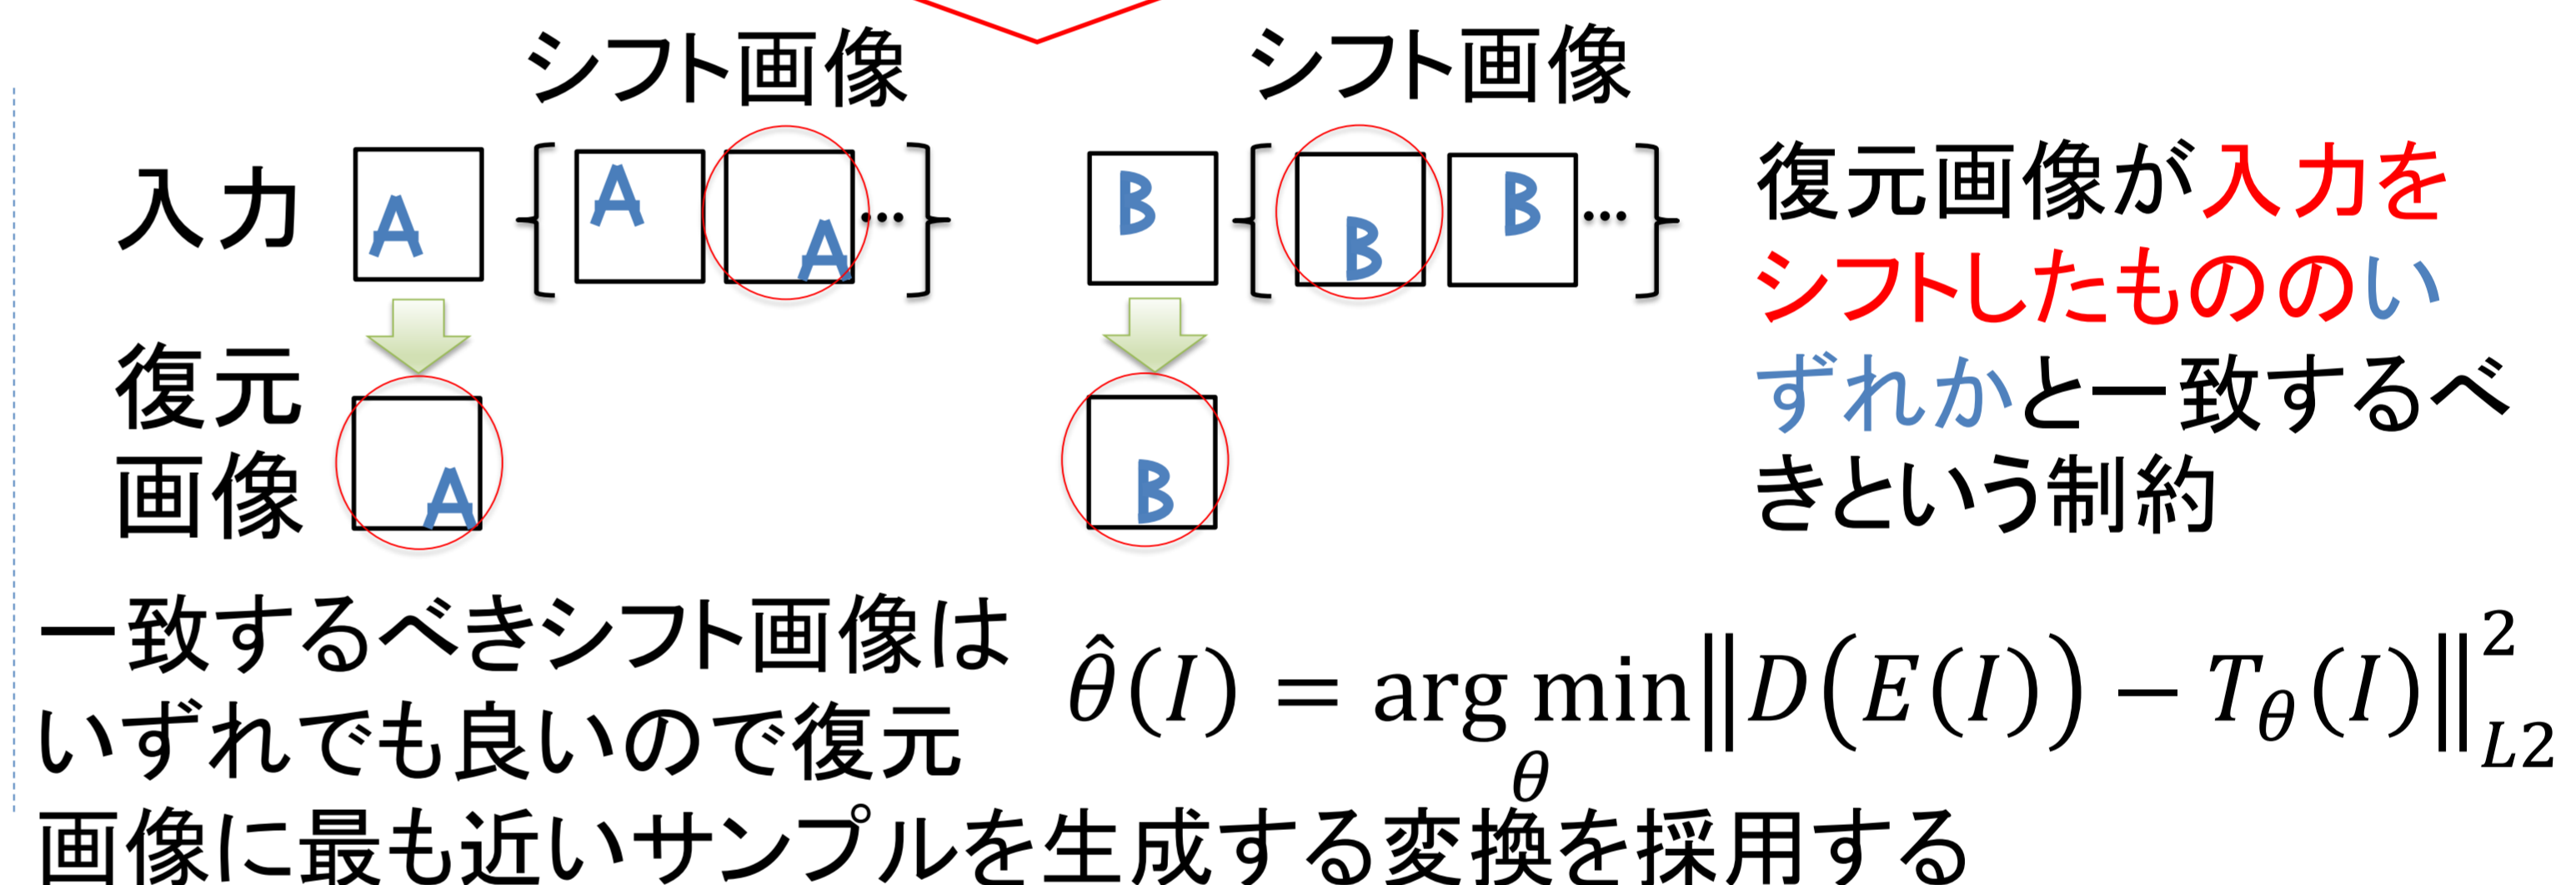 シフト画像
シフト画像
入力
A
A
A
…
B
B
B
…
復元
画像
A
B
復元画像が入力を
シフトしたもののい
ずれかと一致するべ
きという制約
一致するべきシフト画像は
いずれでも良いので復元
画像に最も近いサンプルを生成する変換を採用する
θ̂(I) = arg min_θ ‖D(E(I)) − T_θ(I)‖²_{L2}